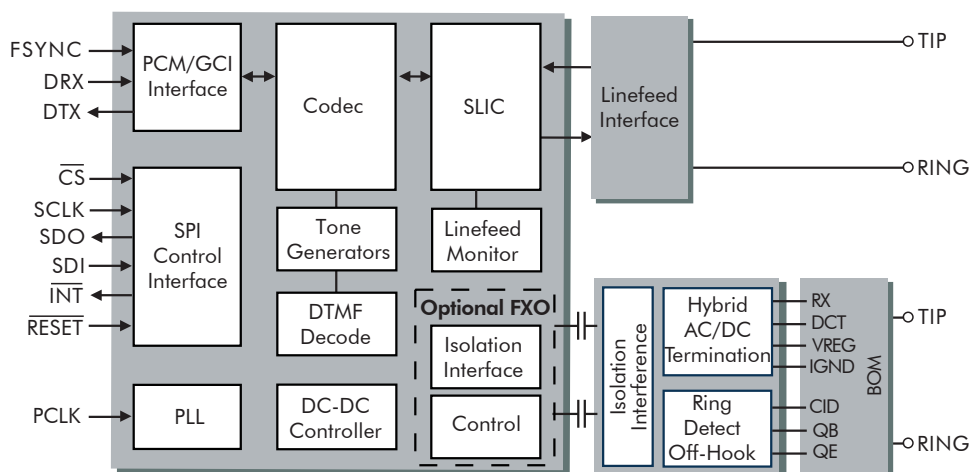 FSYNC
DRX
DTX
PCM/GCI
Interface
Codec
SLIC
Linefeed
Interface
TIP
RING
CS
SCLK
SDO
SDI
INT
RESET
SPI
Control
Interface
Tone
Generators
Linefeed
Monitor
DTMF
Decode
Optional FXO
Isolation
Interface
Control
PCLK
PLL
DC-DC
Controller
Isolation
Interference
Hybrid
AC/DC
Termination
RX
DCT
VREG
IGND
Ring
Detect
Off-Hook
CID
QB
QE
BOM
TIP
RING